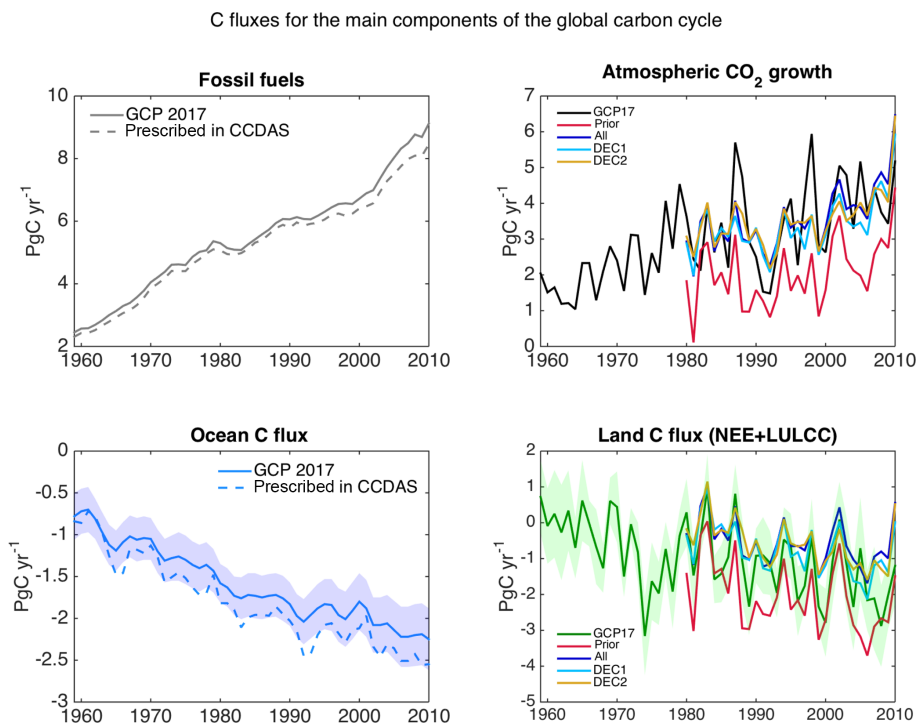 C fluxes for the main components of the global carbon cycle
Fossil fuels
PgC yr⁻¹
10
8
6
4
2
GCP 2017
Prescribed in CCDAS
1960 1970 1980 1990 2000 2010
Atmospheric CO₂ growth
PgC yr⁻¹
7
6
5
4
3
2
1
0
GCP17
Prior
All
DEC1
DEC2
1960 1970 1980 1990 2000 2010
Ocean C flux
PgC yr⁻¹
0
-0.5
-1
-1.5
-2
-2.5
-3
GCP 2017
Prescribed in CCDAS
1960 1970 1980 1990 2000 2010
Land C flux (NEE+LULCC)
PgC yr⁻¹
2
1
0
-1
-2
-3
-4
-5
GCP17
Prior
All
DEC1
DEC2
1960 1970 1980 1990 2000 2010